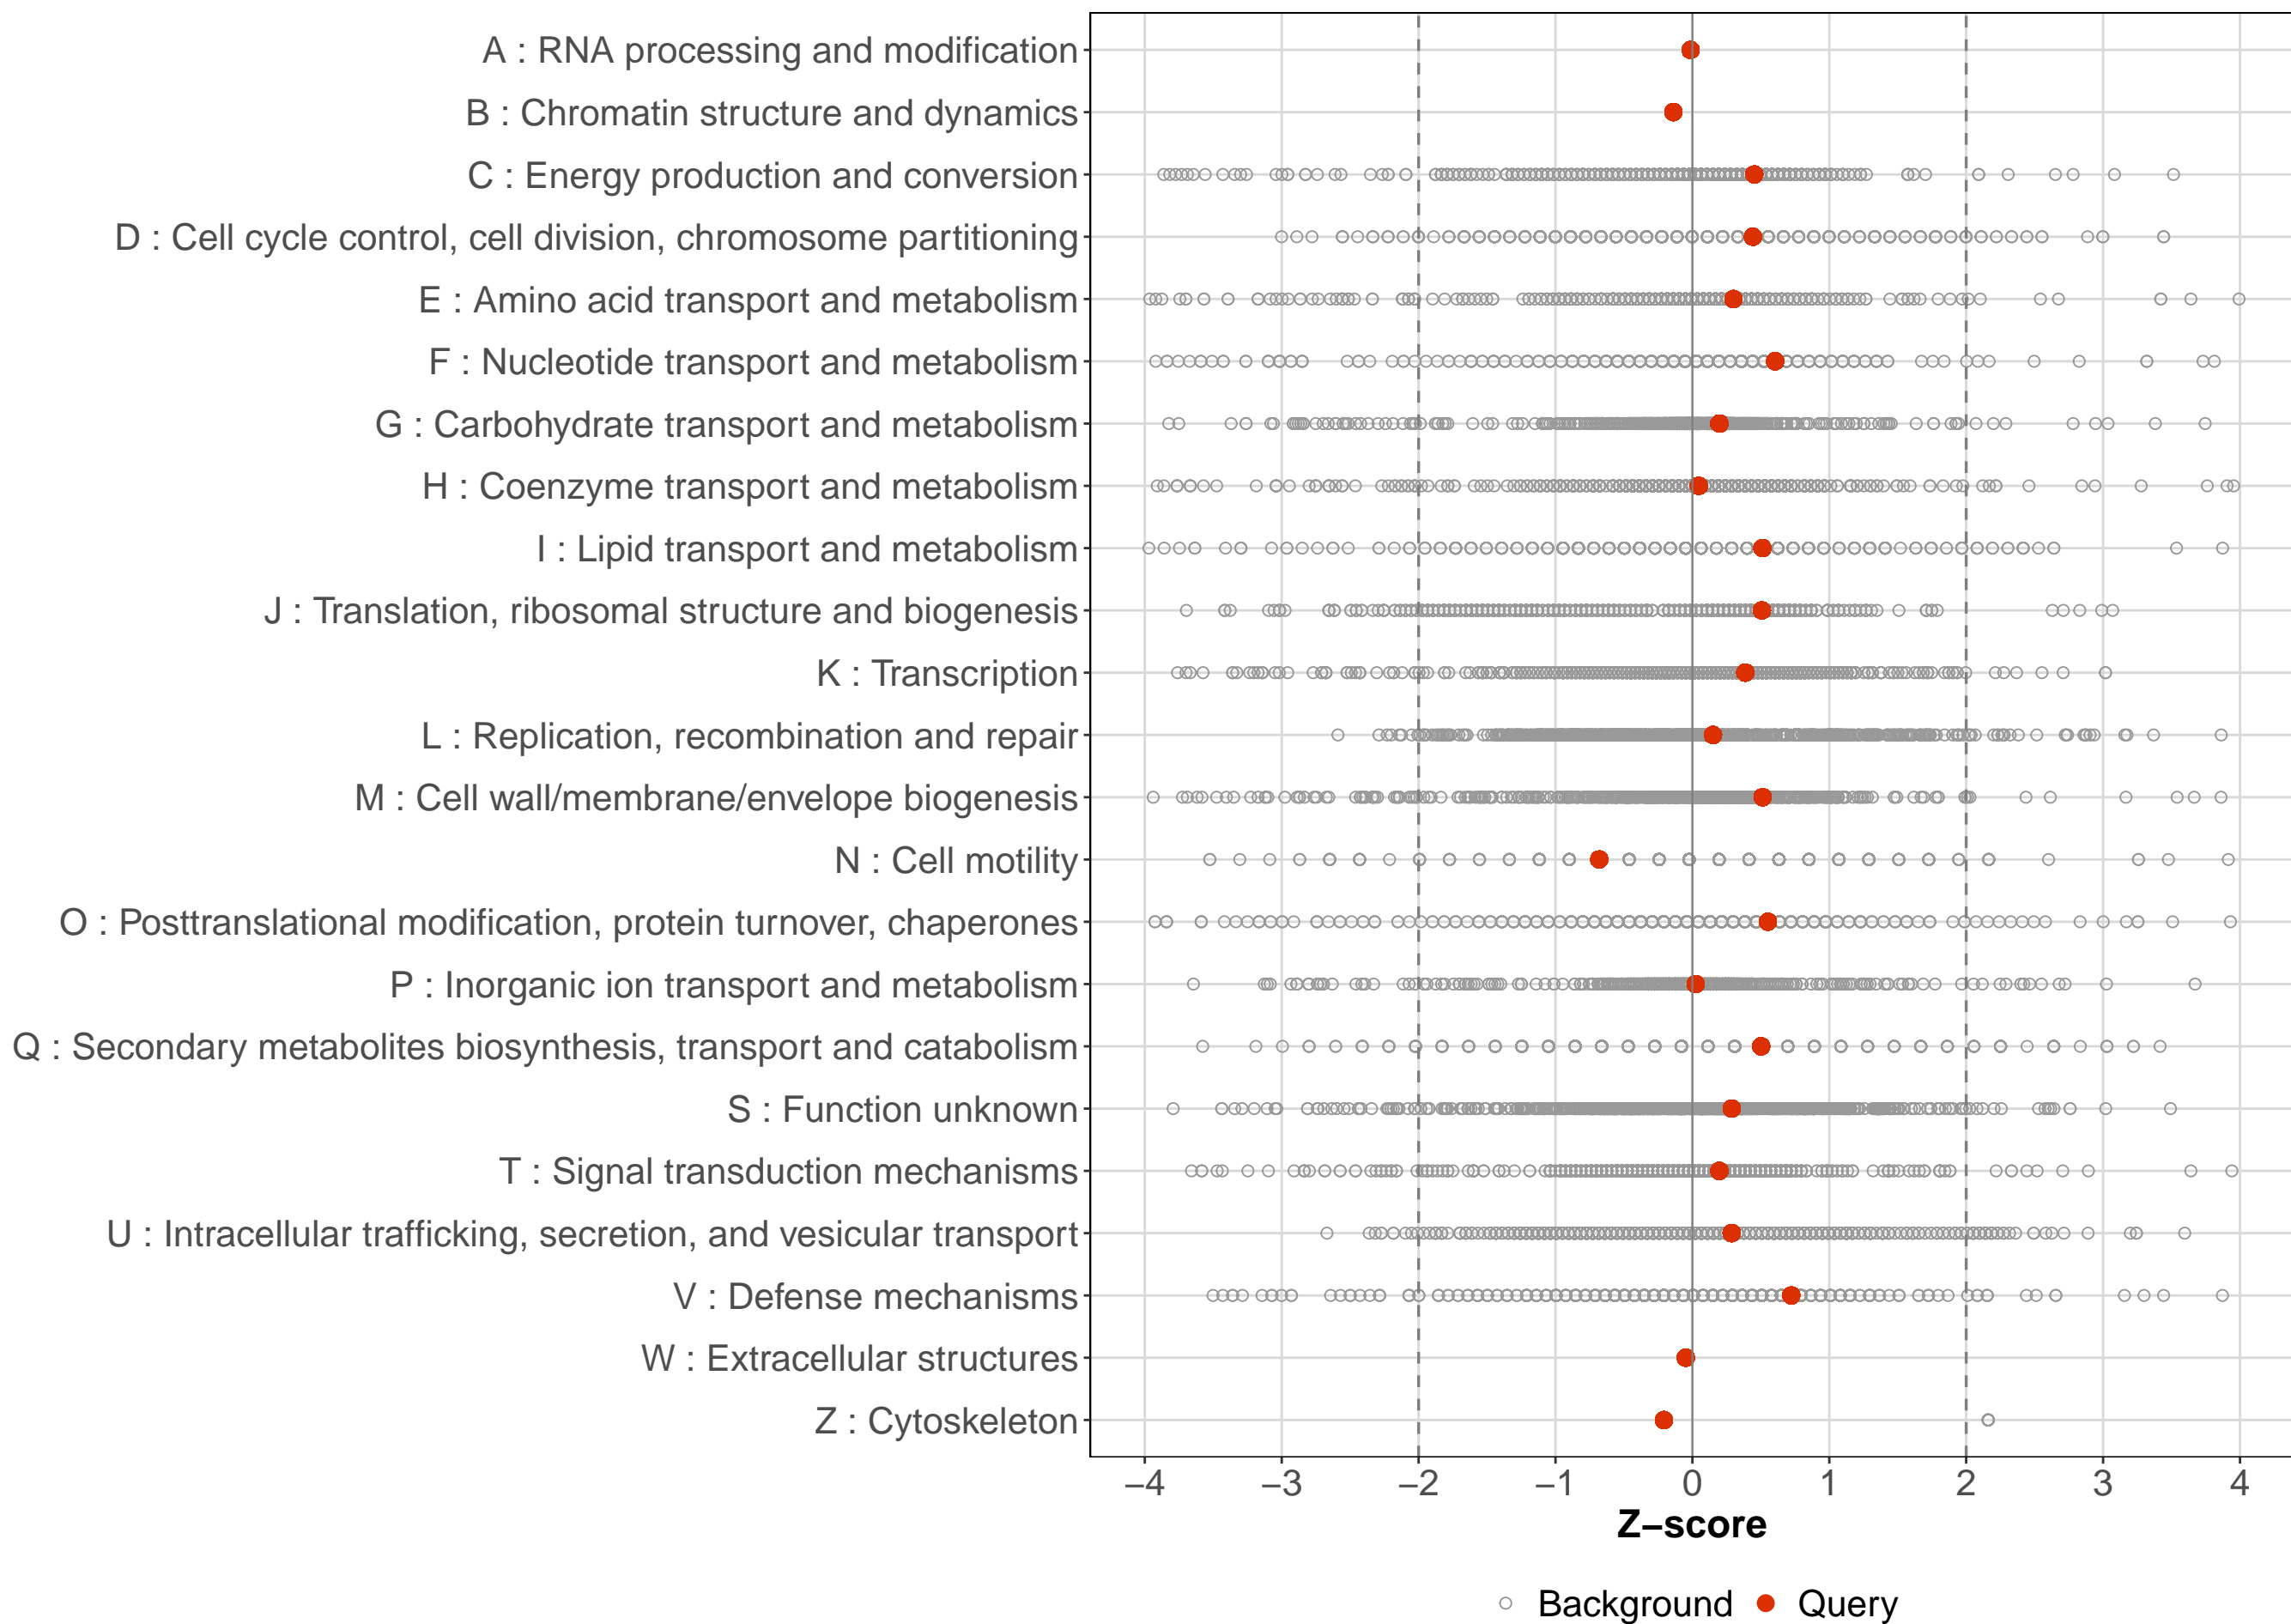 A : RNA processing and modification
B : Chromatin structure and dynamics
C : Energy production and conversion
D : Cell cycle control, cell division, chromosome partitioning
E : Amino acid transport and metabolism
F : Nucleotide transport and metabolism
G : Carbohydrate transport and metabolism
H : Coenzyme transport and metabolism
I : Lipid transport and metabolism
J : Translation, ribosomal structure and biogenesis
K : Transcription
L : Replication, recombination and repair
M : Cell wall/membrane/envelope biogenesis
N : Cell motility
O : Posttranslational modification, protein turnover, chaperones
P : Inorganic ion transport and metabolism
Q : Secondary metabolites biosynthesis, transport and catabolism
S : Function unknown
T : Signal transduction mechanisms
U : Intracellular trafficking, secretion, and vesicular transport
V : Defense mechanisms
W : Extracellular structures
Z : Cytoskeleton
−4 −3 −2 −1 0 1 2 3 4
Z−score
Background Query